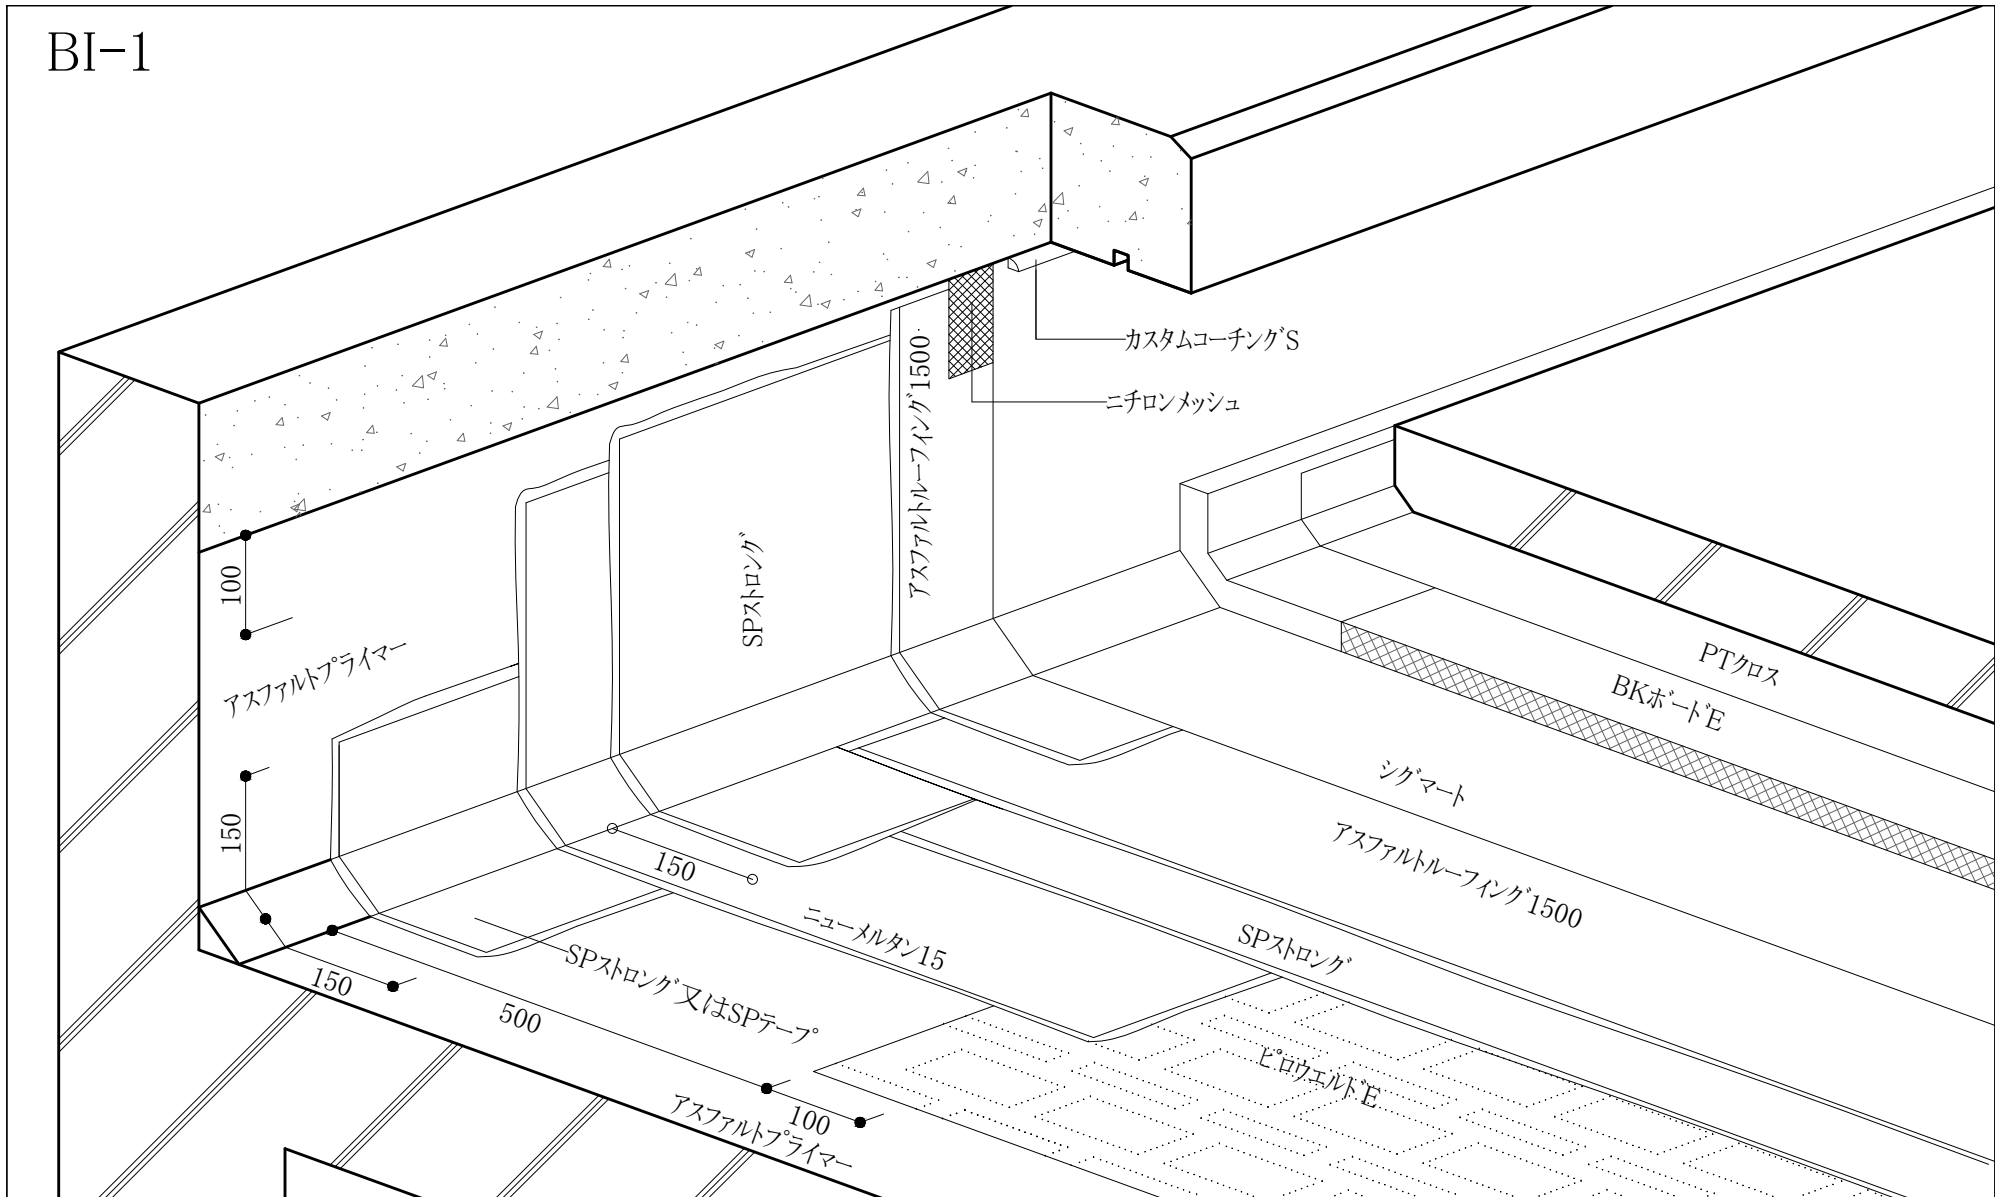 BI-1
カスタムコーチングS
ニチロンメッシュ
アスファルトルーフィング1500
SPストロング
100
アスファルトプライマー
150
150
PTクロス
BKボードE
シグマート
アスファルトルーフィング1500
SPストロング
ニューメルタン15
SPストロング又はSPテープ
150
500
ピロウエルドE
100
アスファルトプライマー